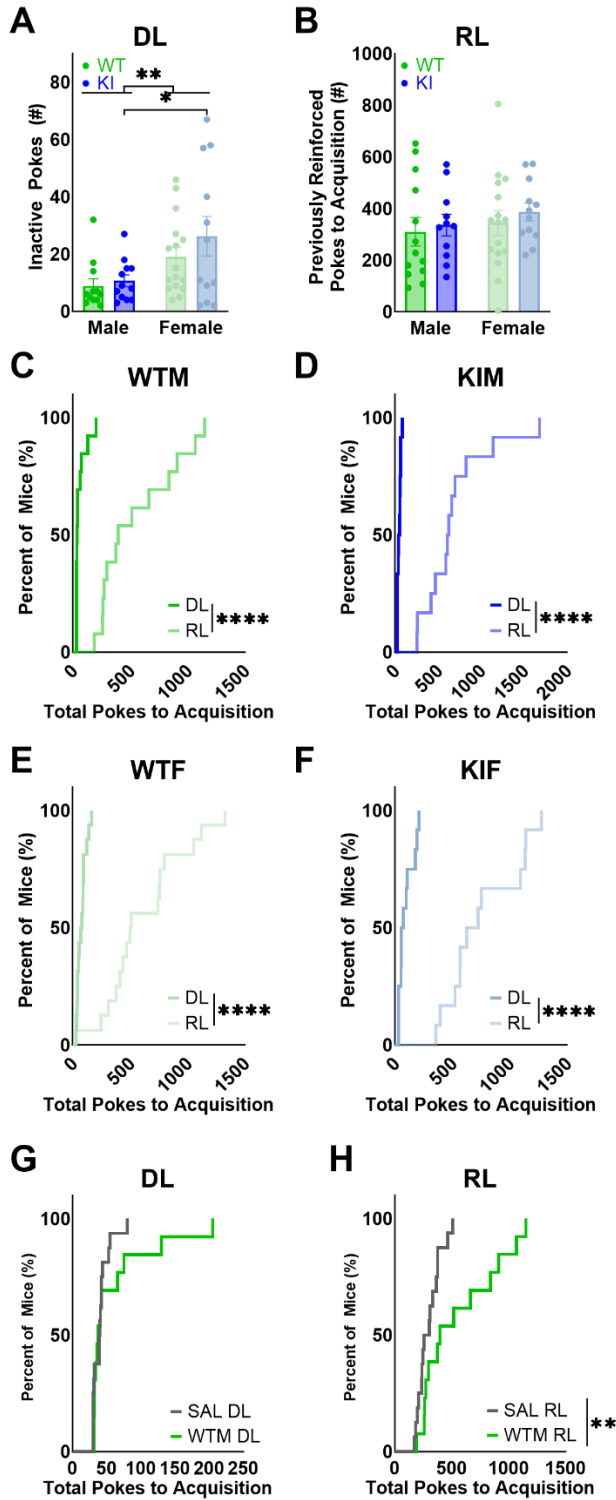 A
DL
WT
KI
**
*
80
60
40
20
0
Inactive Pokes (#)
Male
Female
B
RL
WT
KI
1000
800
600
400
200
0
Previously Reinforced
Pokes to Acquisition (#)
Male
Female
C
WTM
100
50
0
Percent of Mice (%)
DL
RL
****
0
500
1000
1500
Total Pokes to Acquisition
D
KIM
100
50
0
Percent of Mice (%)
DL
RL
****
0
500
1000
1500
2000
Total Pokes to Acquisition
E
WTF
100
50
0
Percent of Mice (%)
DL
RL
****
0
500
1000
1500
Total Pokes to Acquisition
F
KIF
100
50
0
Percent of Mice (%)
DL
RL
****
0
500
1000
1500
Total Pokes to Acquisition
G
DL
100
50
0
Percent of Mice (%)
SAL DL
WTM DL
0 50 100 150 200 250
Total Pokes to Acquisition
H
RL
100
50
0
Percent of Mice (%)
SAL RL
WTM RL
**
0 500 1000 1500
Total Pokes to Acquisition